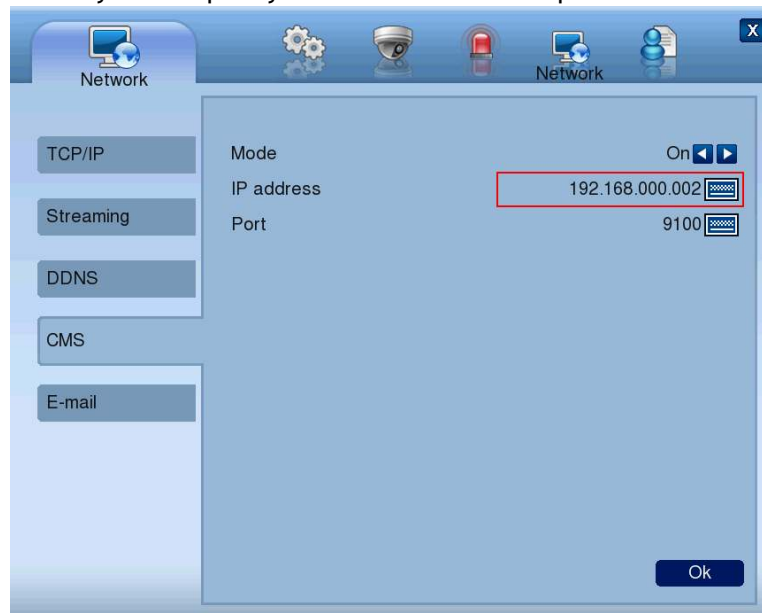 Network
Network
X
TCP/IP
Streaming
DDNS
CMS
E-mail
Mode On
IP address 192.168.000.002
Port 9100
Ok